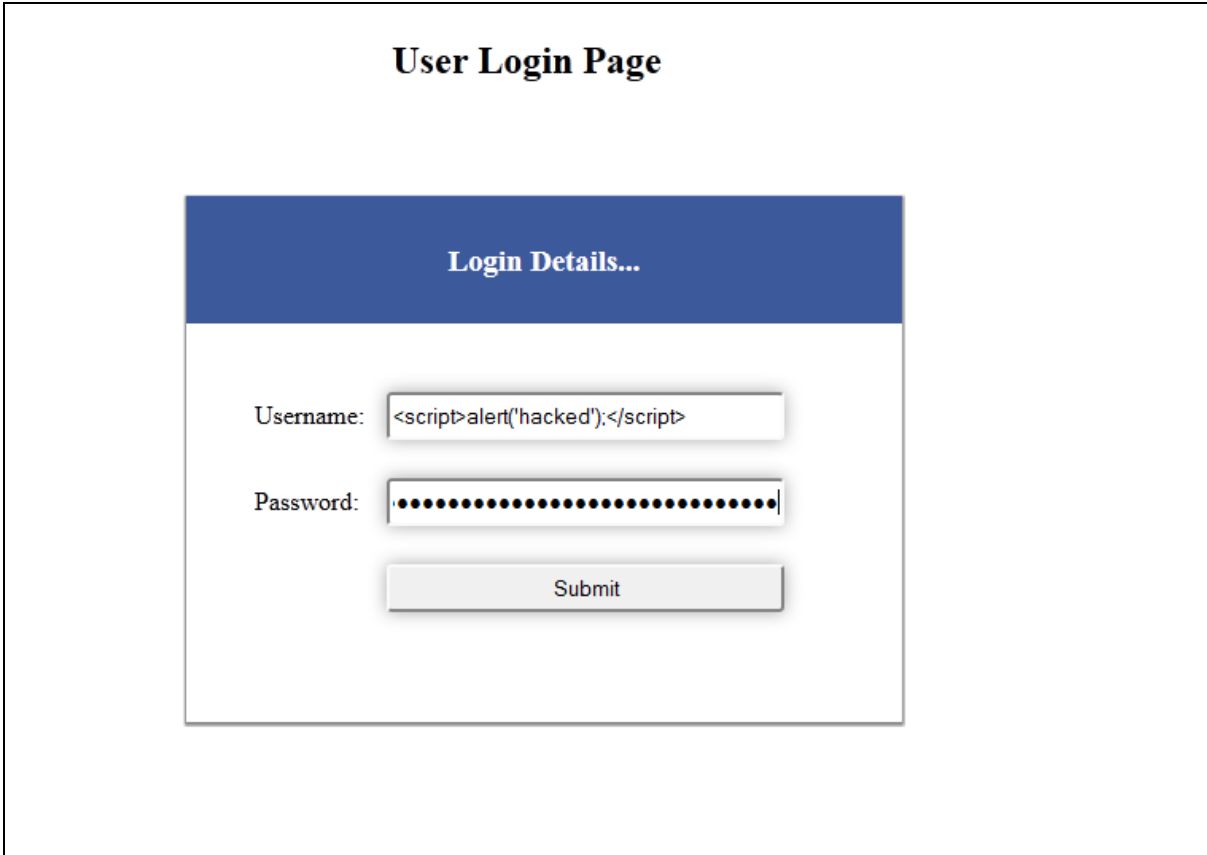 User Login Page
Login Details...
Username: <script>alert('hacked');</script>
Password: ••••••••••••••••••••••••••••••
Submit